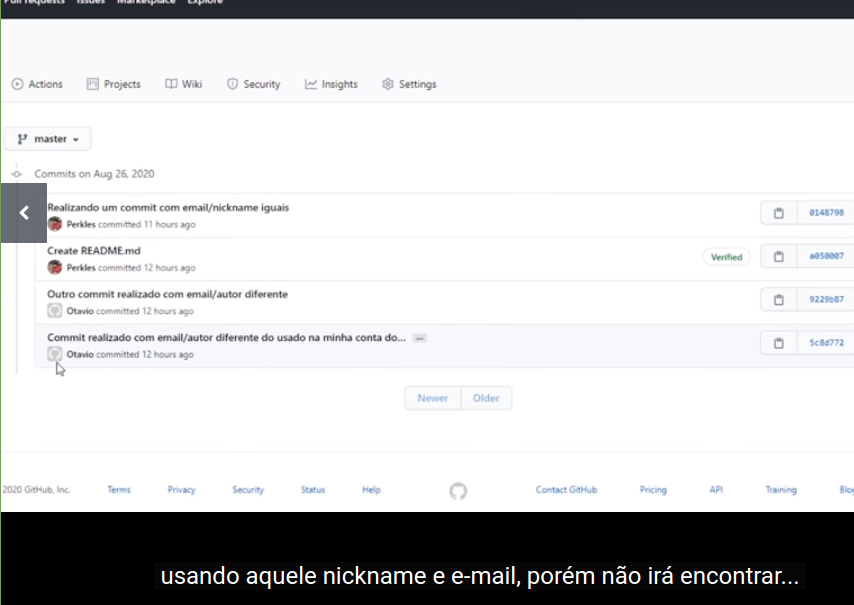 Pull requests Issues Marketplace Explore
Actions Projects Wiki Security Insights Settings
master
Commits on Aug 26, 2020
Realizando um commit com email/nickname iguais
Perkles committed 11 hours ago
0148798
Create README.md
Perkles committed 12 hours ago
Verified
a050007
Outro commit realizado com email/autor diferente
Otavio committed 12 hours ago
9229b87
Commit realizado com email/autor diferente do usado na minha conta do... ...
Otavio committed 12 hours ago
5c8d772
Newer Older
2020 GitHub, Inc. Terms Privacy Security Status Help Contact GitHub Pricing API Training Blog
usando aquele nickname e e-mail, porém não irá encontrar...